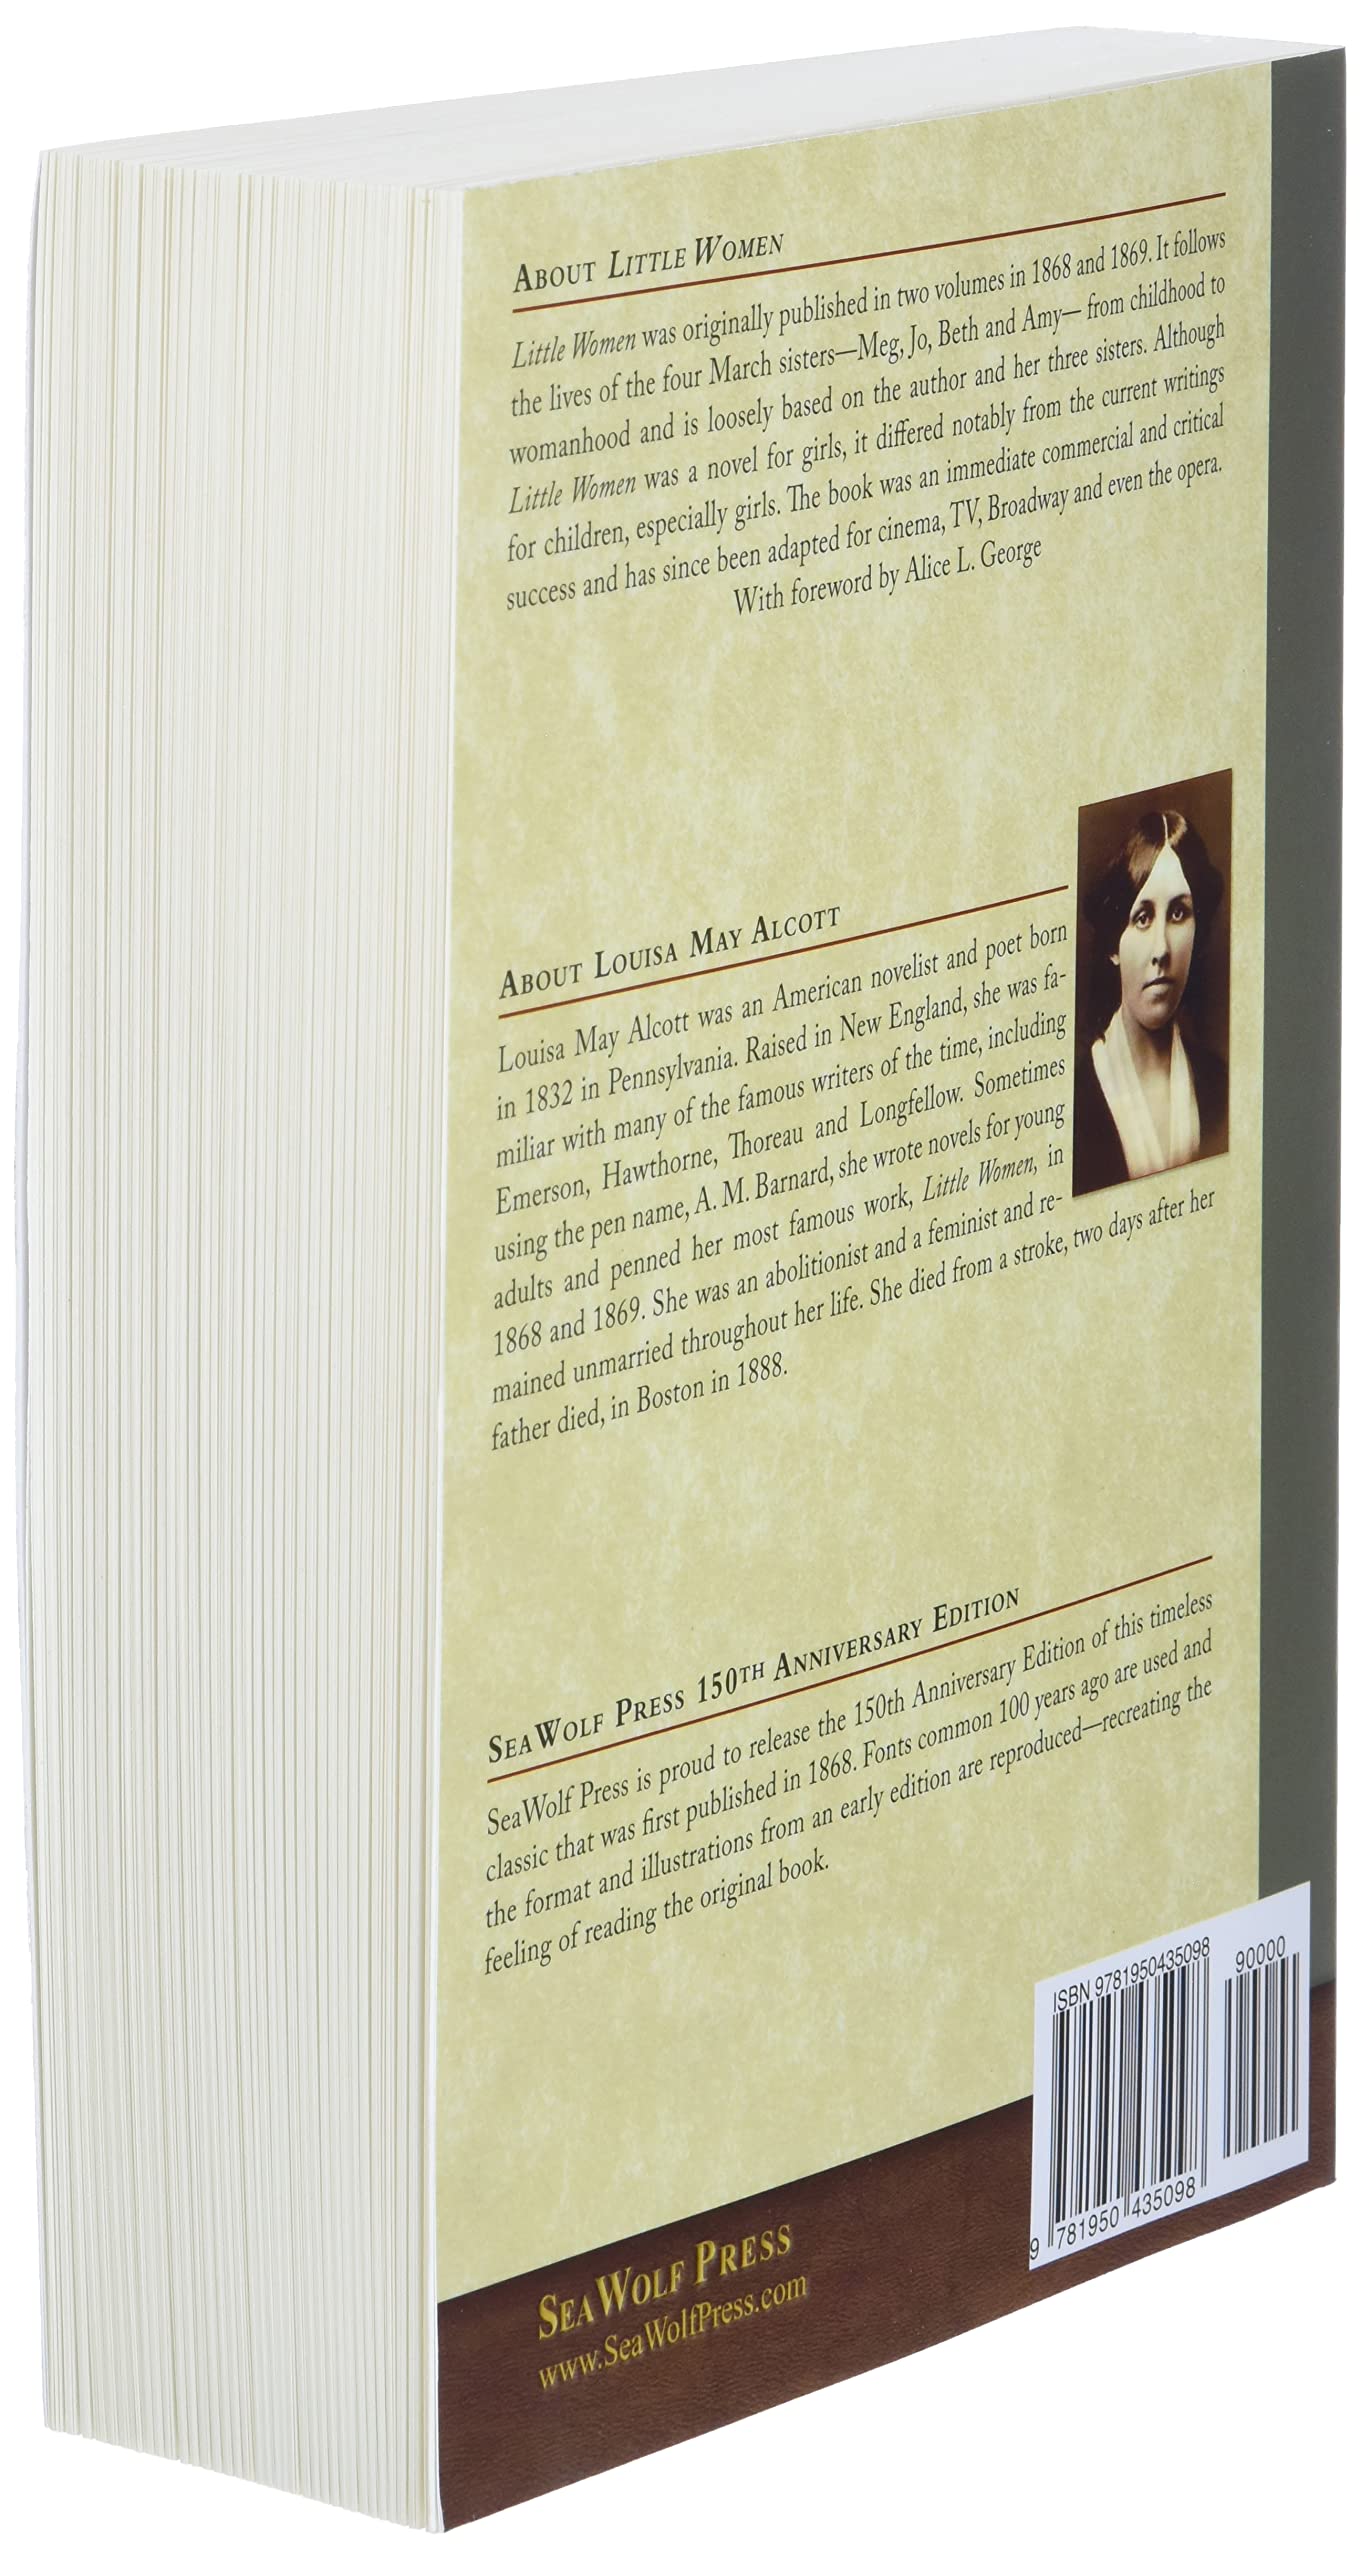 ABOUT LITTLE WOMEN
Little Women was originally published in two volumes in 1868 and 1869. It follows
the lives of the four March sisters—Meg, Jo, Beth and Amy— from childhood to
womanhood and is loosely based on the author and her three sisters. Although
Little Women was a novel for girls, it differed notably from the current writings
for children, especially girls. The book was an immediate commercial and critical
success and has since been adapted for cinema, TV, Broadway and even the opera.
With foreword by Alice L. George
ABOUT LOUISA MAY ALCOTT
Louisa May Alcott was an American novelist and poet born
in 1832 in Pennsylvania. Raised in New England, she was fa-
miliar with many of the famous writers of the time, including
Emerson, Hawthorne, Thoreau and Longfellow. Sometimes
using the pen name, A. M. Barnard, she wrote novels for young
adults and penned her most famous work, Little Women, in
1868 and 1869. She was an abolitionist and a feminist and re-
mained unmarried throughout her life. She died from a stroke, two days after her
father died, in Boston in 1888.
SEAWOLF PRESS 150TH ANNIVERSARY EDITION
SeaWolf Press is proud to release the 150th Anniversary Edition of this timeless
classic that was first published in 1868. Fonts common 100 years ago are used and
the format and illustrations from an early edition are reproduced—recreating the
feeling of reading the original book.
ISBN 9781950435098
90000
9 781950 435098
SEAWOLF PRESS
www.SeaWolfPress.com